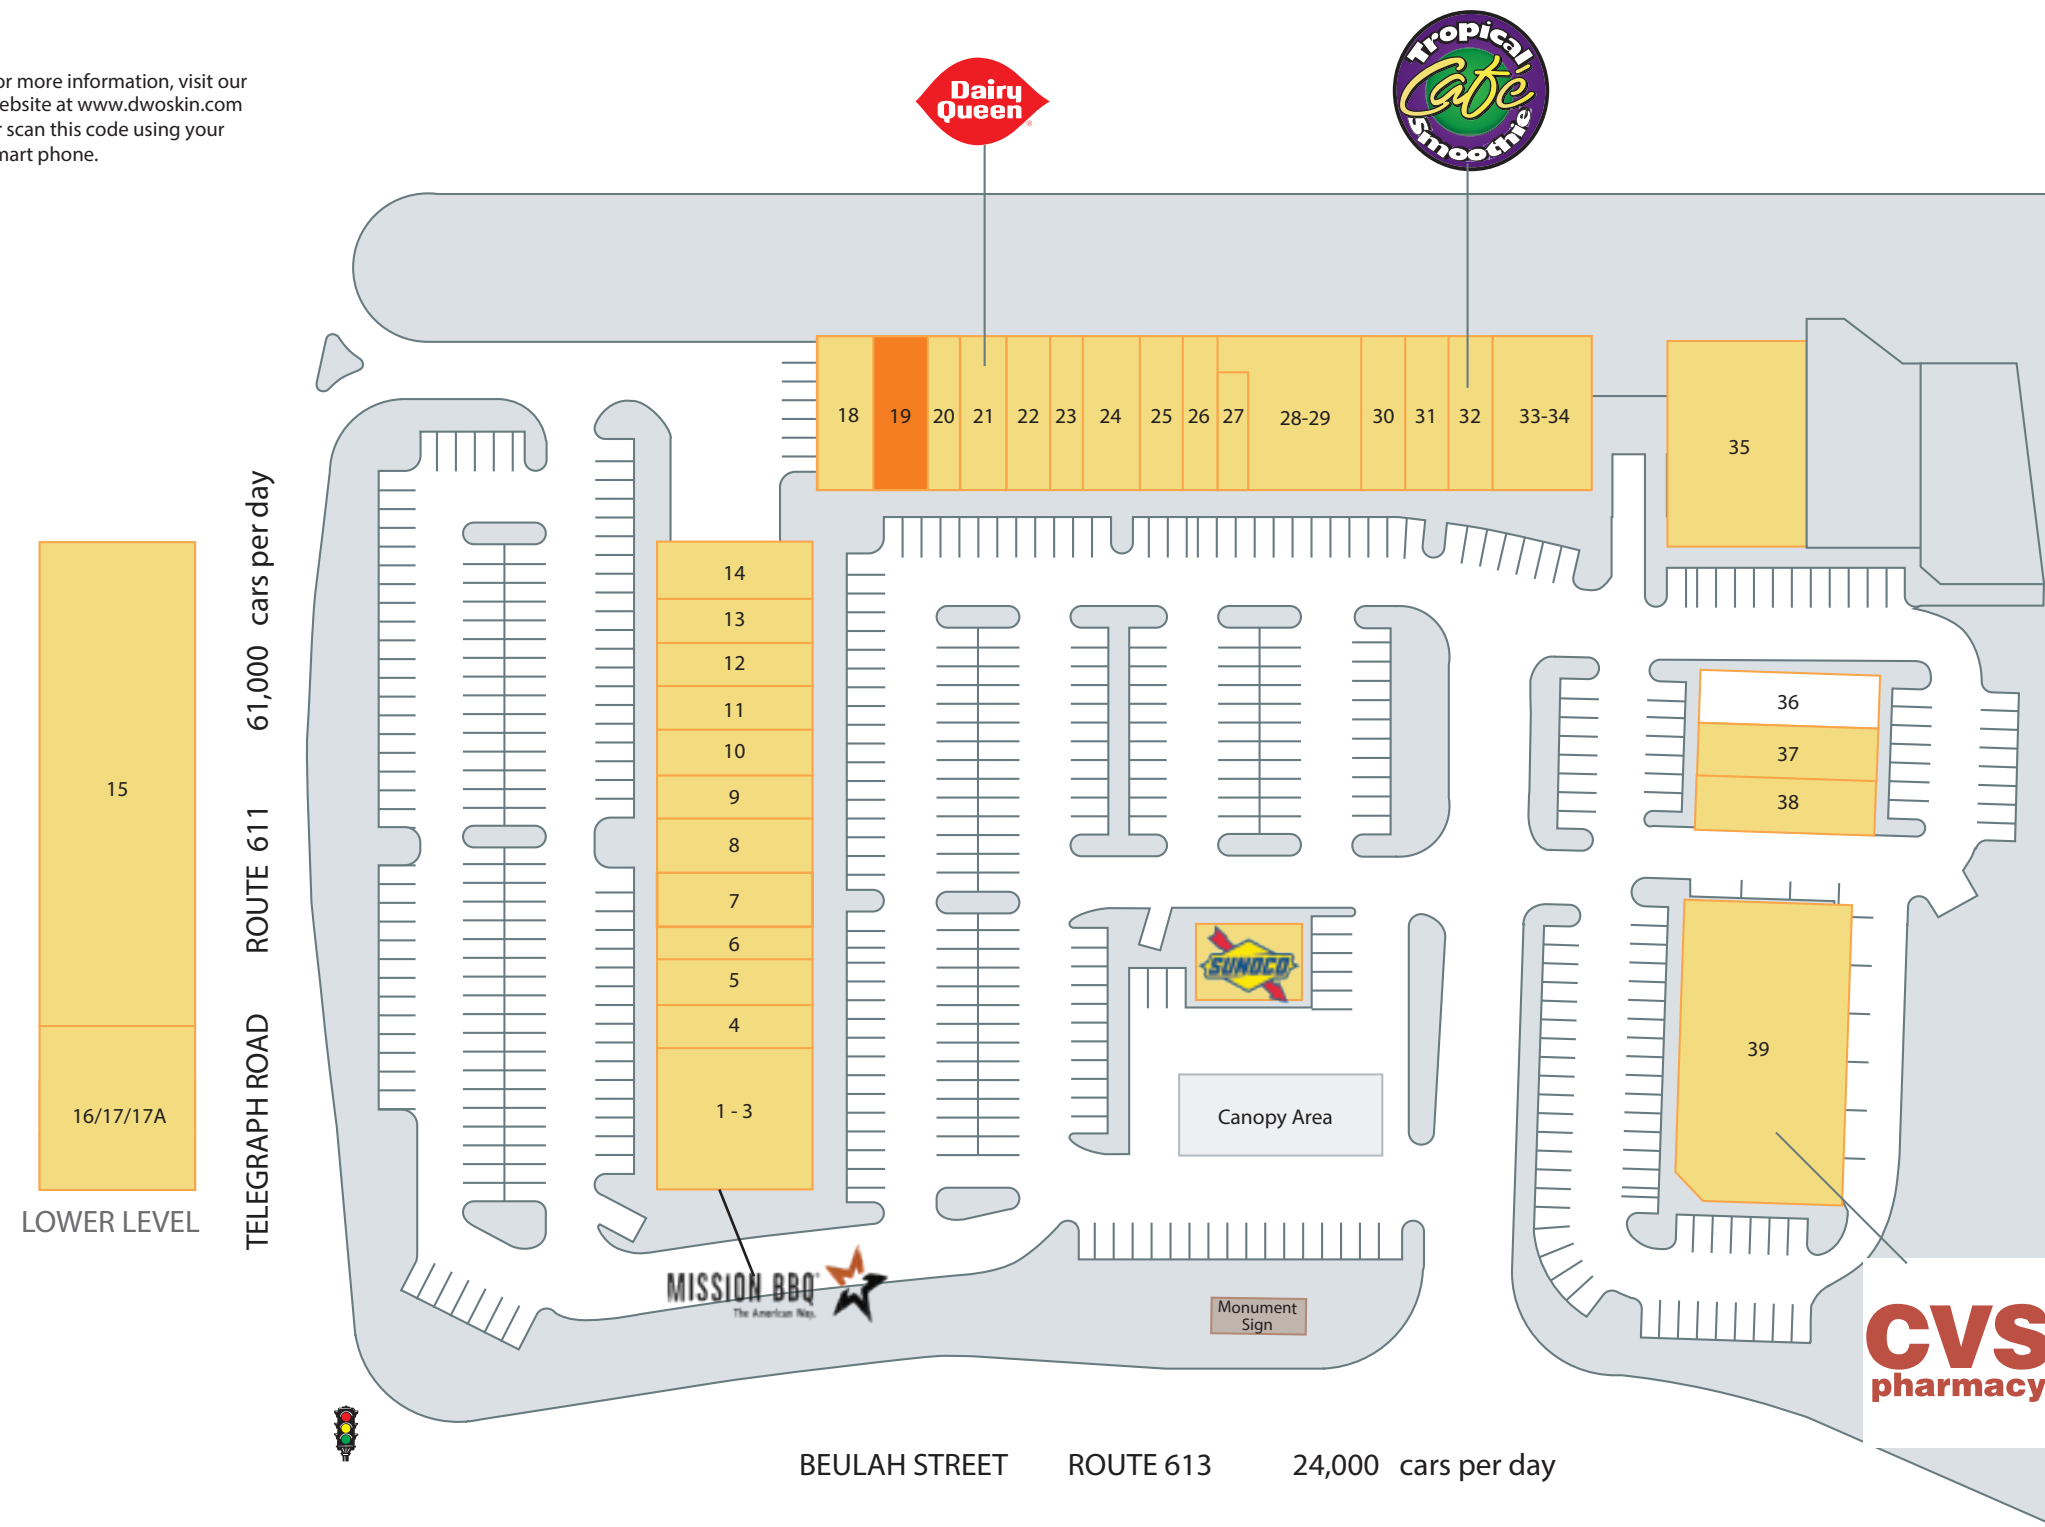 or more information, visit our
ebsite at www.dwoskin.com
r scan this code using your
mart phone.
Dairy
Queen
Tropical
Café
Smoothie
18
19
20
21
22
23
24
25
26
27
28-29
30
31
32
33-34
35
14
13
12
11
10
9
8
7
6
5
4
1 - 3
15
16/17/17A
LOWER LEVEL
TELEGRAPH ROAD ROUTE 611 61,000 cars per day
36
37
38
39
SUNOCO
Canopy Area
MISSION BBQ
The American Way.
Monument
Sign
CVS
pharmacy
BEULAH STREET ROUTE 613 24,000 cars per day